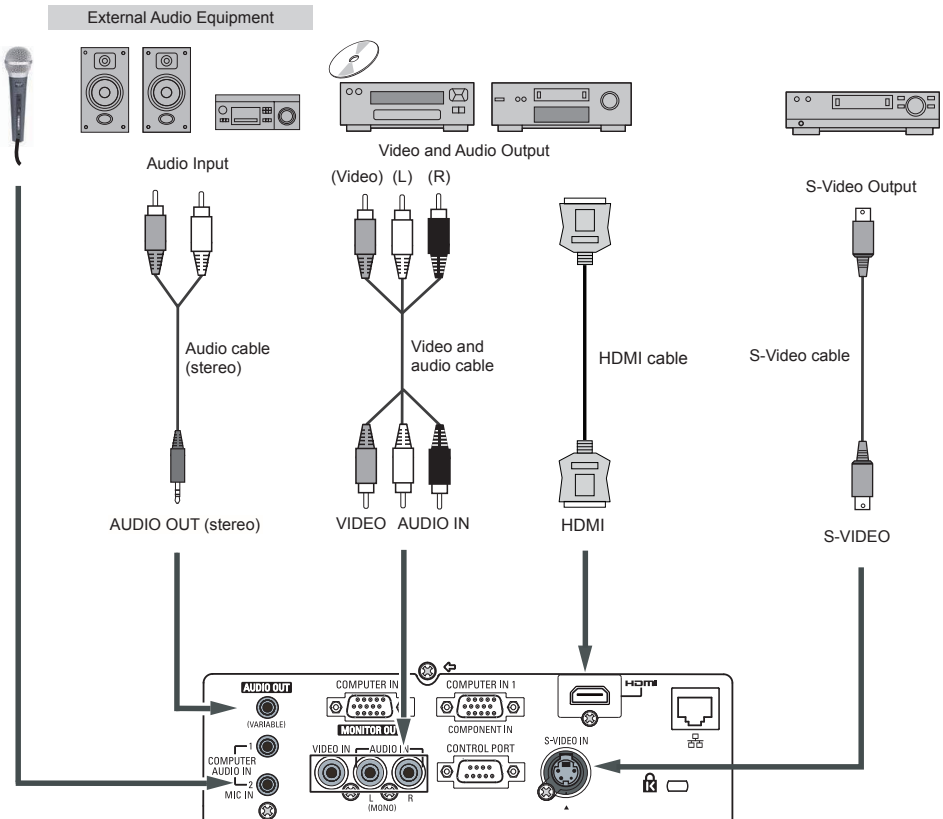 External Audio Equipment
Audio Input
Video and Audio Output
(Video) (L) (R)
S-Video Output
Audio cable
(stereo)
Video and
audio cable
HDMI cable
S-Video cable
AUDIO OUT (stereo)
VIDEO AUDIO IN
HDMI
S-VIDEO
AUDIO OUT
(VARIABLE)
COMPUTER IN
MONITOR OUT
COMPUTER IN 1
COMPONENT IN
HDMI
1
COMPUTER
AUDIO IN
2
MIC IN
VIDEO IN AUDIO IN
L R
(MONO)
CONTROL PORT
S-VIDEO IN
K